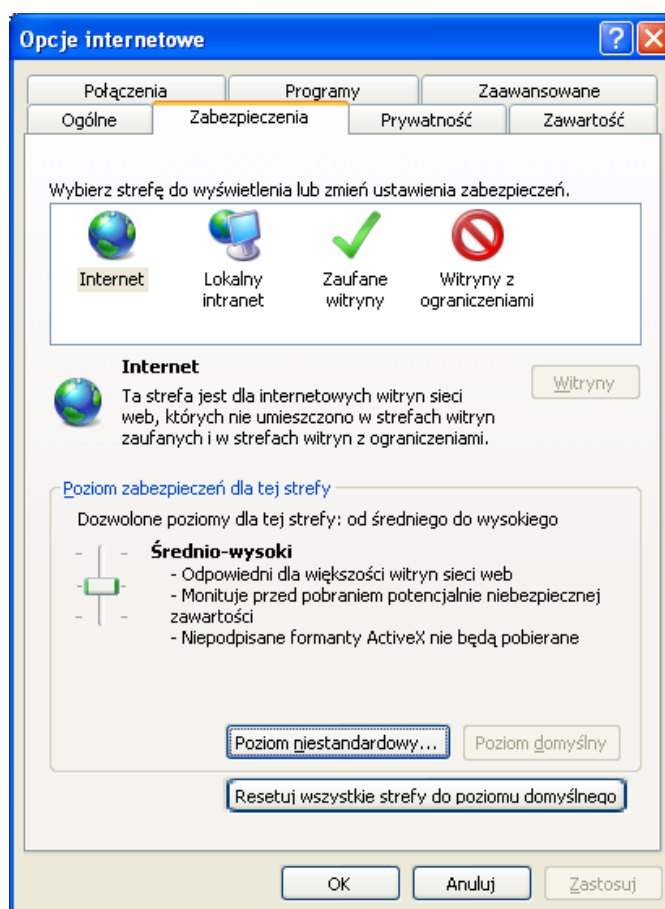 Opcje internetowe
Połączenia Programy Zaawansowane
Ogólne Zabezpieczenia Prywatność Zawartość
Wybierz strefę do wyświetlenia lub zmień ustawienia zabezpieczeń.
Internet Lokalny intranet Zaufane witryny Witryny z ograniczeniami
Internet
Witryny
Ta strefa jest dla internetowych witryn sieci
web, których nie umieszczono w strefach witryn
zaufanych i w strefach witryn z ograniczeniami.
Poziom zabezpieczeń dla tej strefy
Dozwolone poziomy dla tej strefy: od średniego do wysokiego
Średnio-wysoki
- Odpowiedni dla większości witryn sieci web
- Monituje przed pobraniem potencjalnie niebezpiecznej
zawartości
- Niepodpisane formanty ActiveX nie będą pobierane
Poziom niestandardowy... Poziom domyślny
Resetuj wszystkie strefy do poziomu domyślnego
OK Anuluj Zastosuj